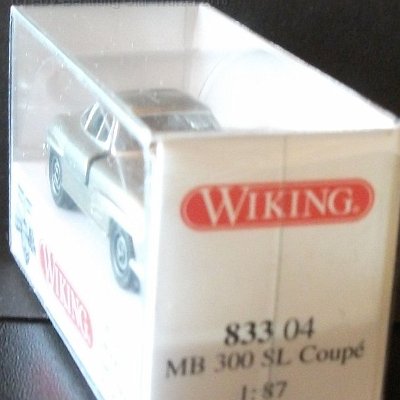 WIKING®
833 04
MB 300 SL Coupé
1:87
WIKING